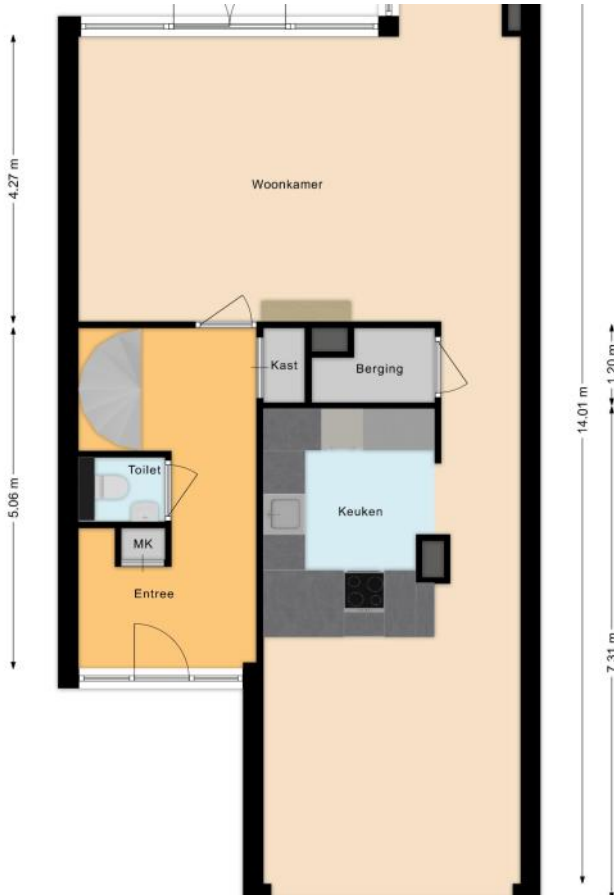 Woonkamer
4.27 m
Kast
Berging
1.20 m
14.01 m
Toilet
5.06 m
Keuken
MK
Entree
7.31 m